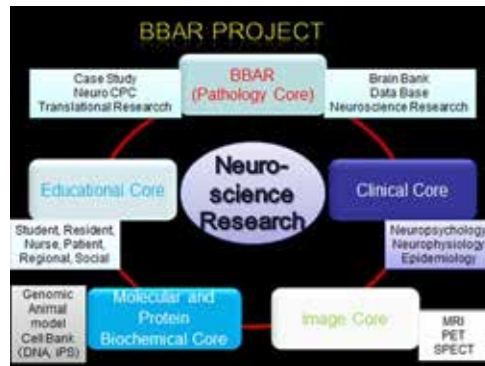 BBAR PROJECT
BBAR
(Pathology Core)
Case Study
Neuro CPC
Translational Researcch
Brain Bank
Data Base
Neuroscience Researcch
Educational Core
Neuro-
science
Research
Clinical Core
Student, Resident,
Nurse, Patient,
Regional, Social
Neuropsychology
Neurophysiology
Epidemiology
Genomic
Animal
model
Cell Bank
(DNA, iPS)
Molecular and
Protein
Biochemical Core
Image Core
MRI
PET
SPECT